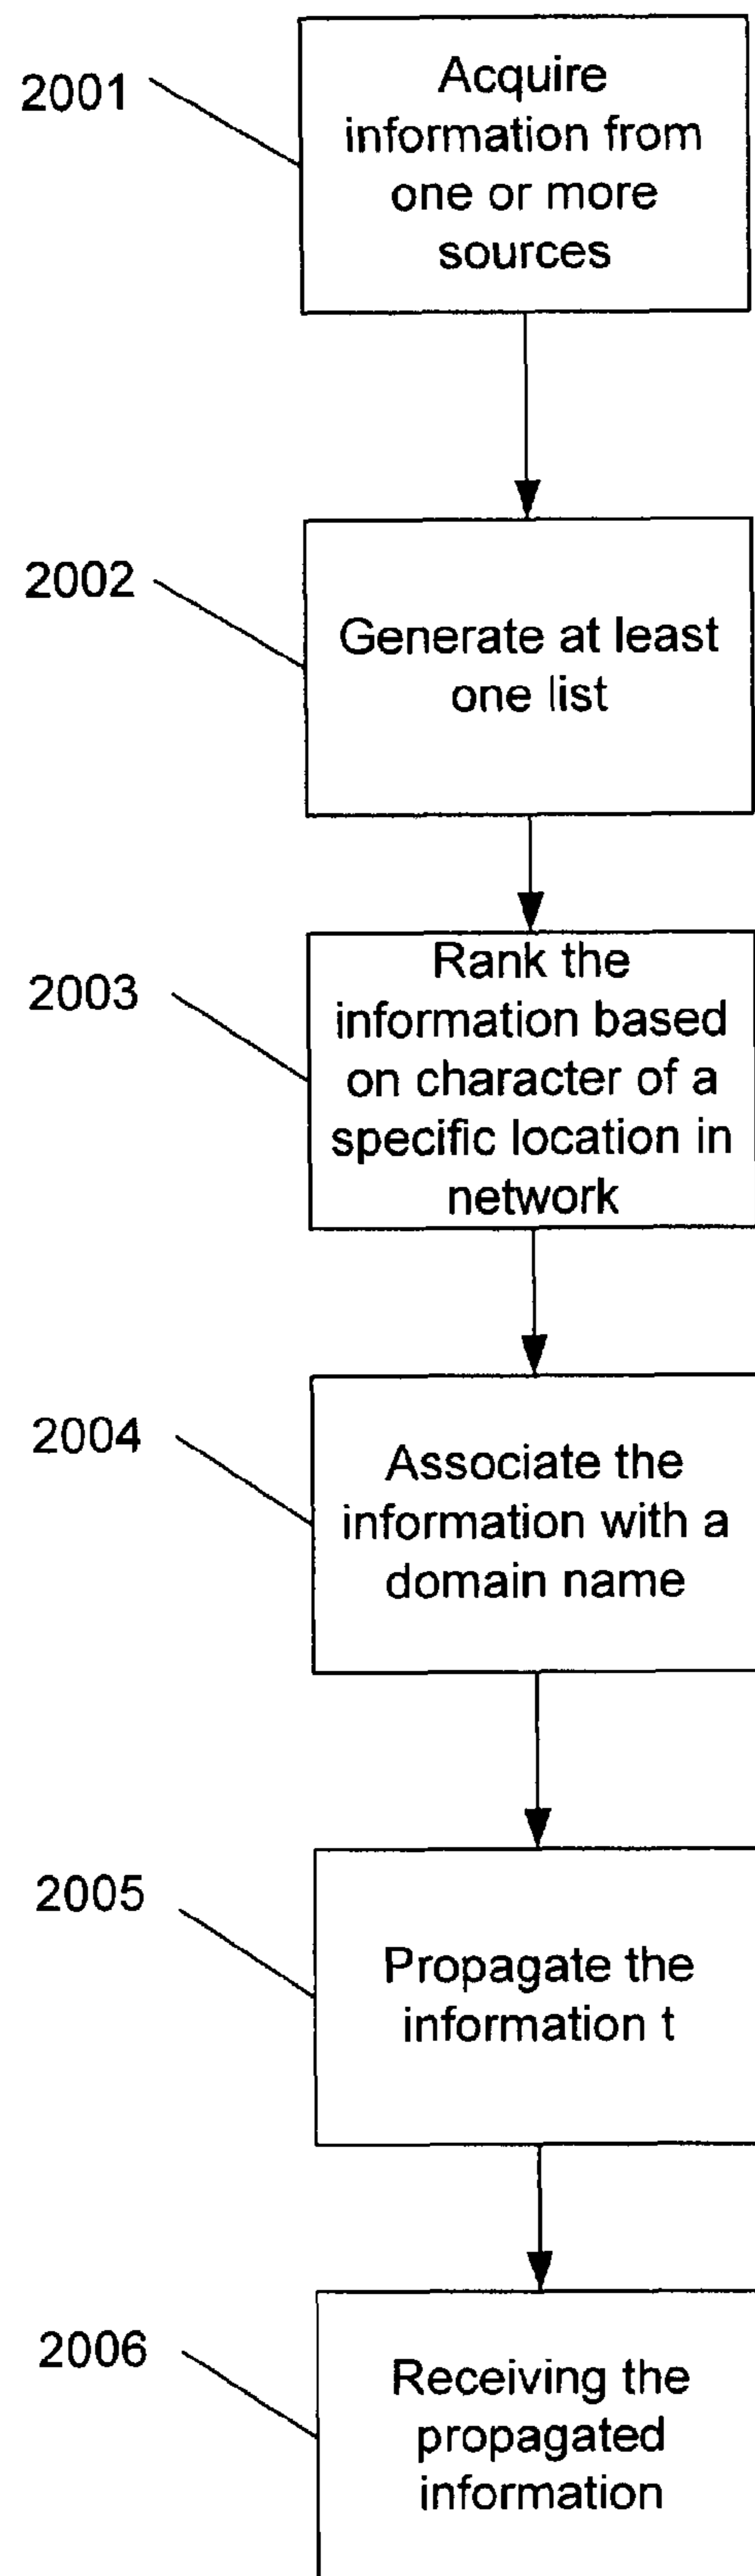 2001
Acquire
information from
one or more
sources
2002
Generate at least
one list
2003
Rank the
information based
on character of a
specific location in
network
2004
Associate the
information with a
domain name
2005
Propagate the
information t
2006
Receiving the
propagated
information